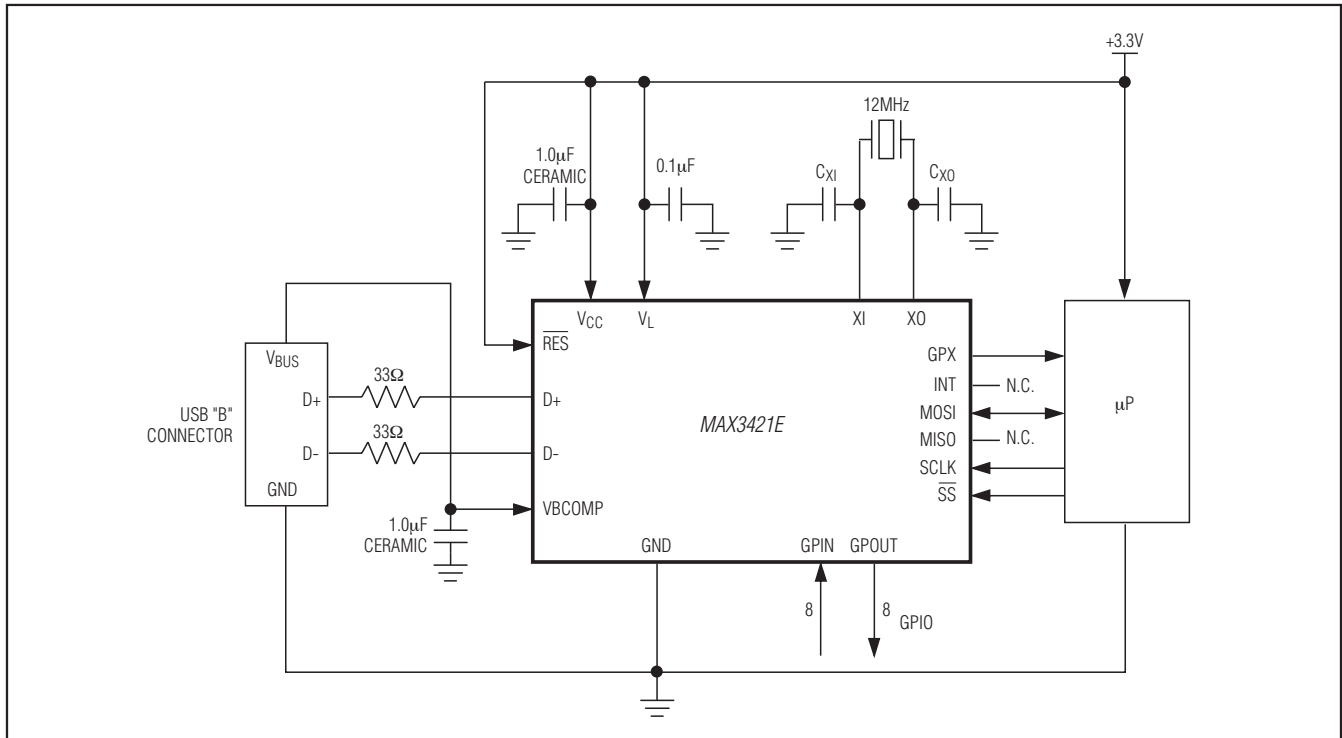 +3.3V
12MHz
1.0μF
CERAMIC
0.1μF
CXI
CXO
VCC
VL
XI
XO
RES
GPX
INT
N.C.
MOSI
MISO
N.C.
SCLK
SS
μP
MAX3421E
VBUS
D+
D-
GND
USB "B"
CONNECTOR
33Ω
33Ω
D+
D-
VBCOMP
1.0μF
CERAMIC
GND
GPIN
GPOUT
8
8
GPIO